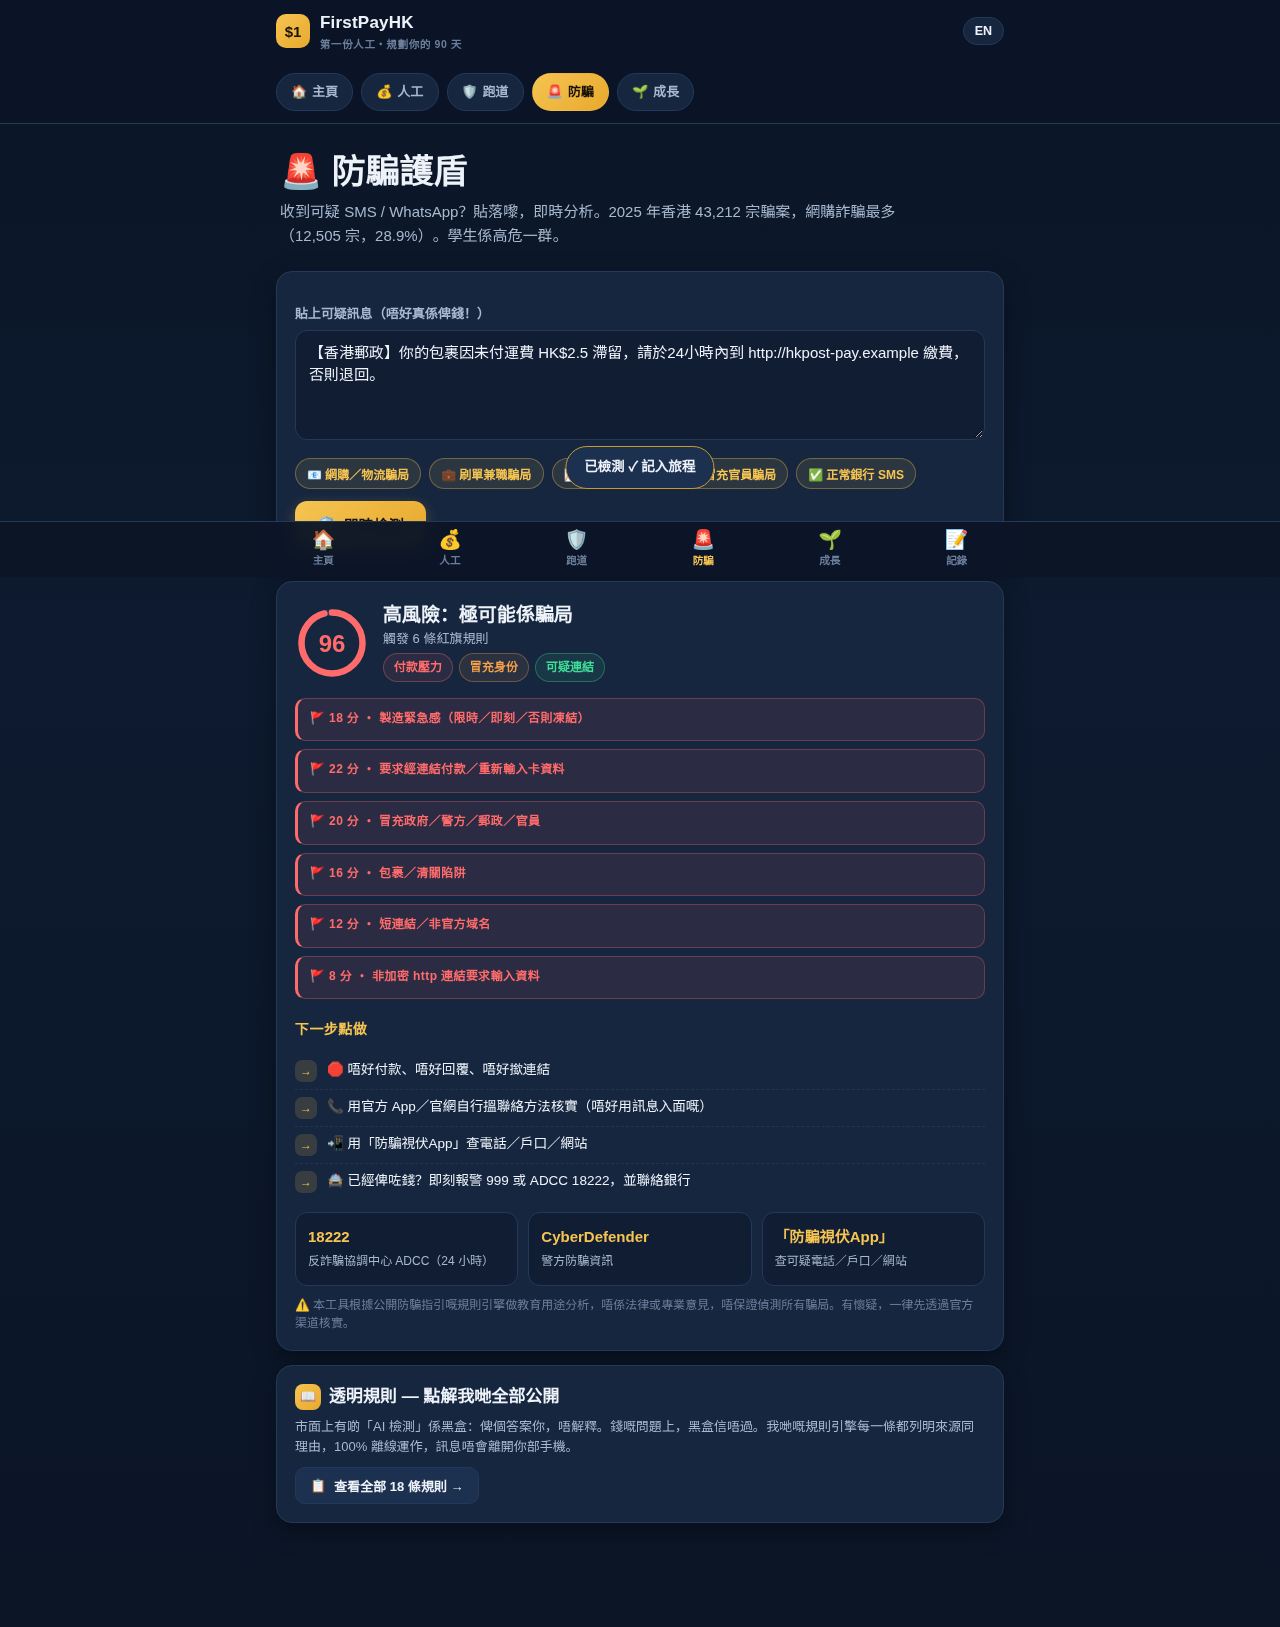 $1
FirstPayHK
第一份人工・規劃你的 90 天
EN
主頁
人工
跑道
防騙
成長
防騙護盾
收到可疑 SMS / WhatsApp？貼落嚟，即時分析。2025 年香港 43,212 宗騙案，網購詐騙最多
（12,505 宗，28.9%）。學生係高危一群。
貼上可疑訊息（唔好真係俾錢！）
【香港郵政】你的包裹因未付運費 HK$2.5 滯留，請於24小時內到 http://hkpost-pay.example 繳費，
否則退回。
網購／物流騙局
刷單兼職騙局
已檢測 ✓ 記入旅程
冒充官員騙局
正常銀行 SMS
主頁
人工
跑道
防騙
成長
記錄
96
高風險：極可能係騙局
觸發 6 條紅旗規則
付款壓力
冒充身份
可疑連結
18 分 ・ 製造緊急感（限時／即刻／否則凍結）
22 分 ・ 要求經連結付款／重新輸入卡資料
20 分 ・ 冒充政府／警方／郵政／官員
16 分 ・ 包裹／清關陷阱
12 分 ・ 短連結／非官方域名
8 分 ・ 非加密 http 連結要求輸入資料
下一步點做
→ 唔好付款、唔好回覆、唔好撳連結
→ 用官方 App／官網自行搵聯絡方法核實（唔好用訊息入面嘅）
→ 用「防騙視伏App」查電話／戶口／網站
→ 已經俾咗錢？即刻報警 999 或 ADCC 18222，並聯絡銀行
18222
反詐騙協調中心 ADCC（24 小時）
CyberDefender
警方防騙資訊
「防騙視伏App」
查可疑電話／戶口／網站
本工具根據公開防騙指引嘅規則引擎做教育用途分析，唔係法律或專業意見，唔保證偵測所有騙局。有懷疑，一律先透過官方
渠道核實。
透明規則 — 點解我哋全部公開
市面上有啲「AI 檢測」係黑盒：俾個答案你，唔解釋。錢嘅問題上，黑盒信唔過。我哋嘅規則引擎每一條都列明來源同
理由，100% 離線運作，訊息唔會離開你部手機。
查看全部 18 條規則 →